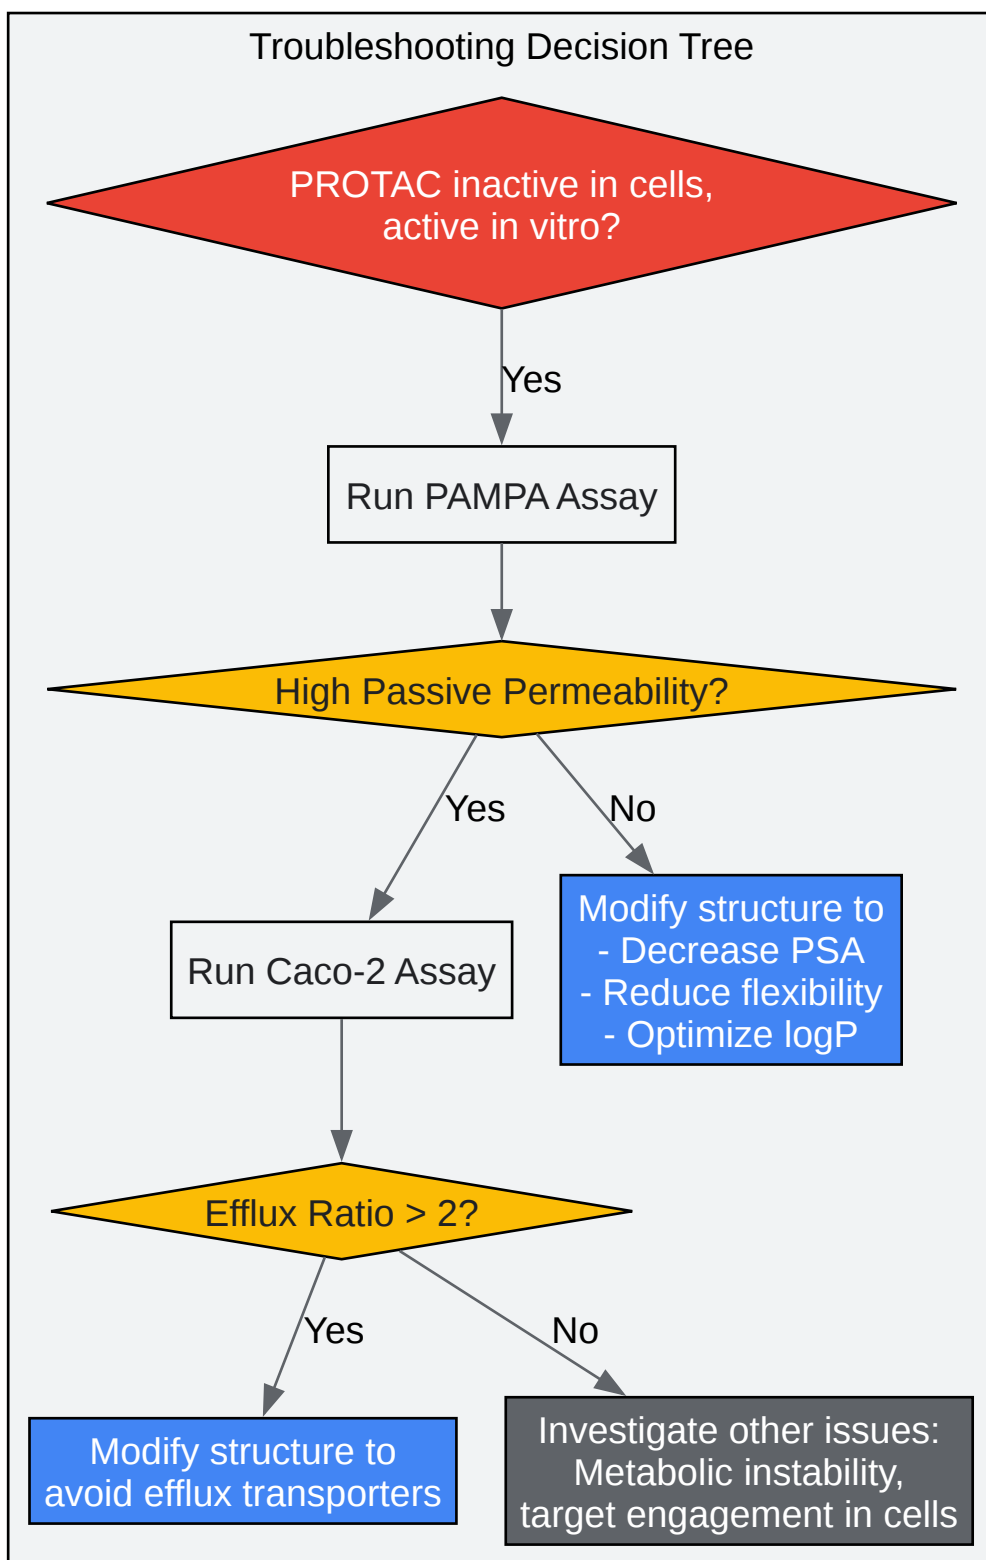 Troubleshooting Decision Tree
PROTAC inactive in cells,
active in vitro?
Yes
Run PAMPA Assay
High Passive Permeability?
Yes
No
Run Caco-2 Assay
Modify structure to
- Decrease PSA
- Reduce flexibility
- Optimize logP
Efflux Ratio > 2?
Yes
No
Modify structure to
avoid efflux transporters
Investigate other issues:
Metabolic instability,
target engagement in cells